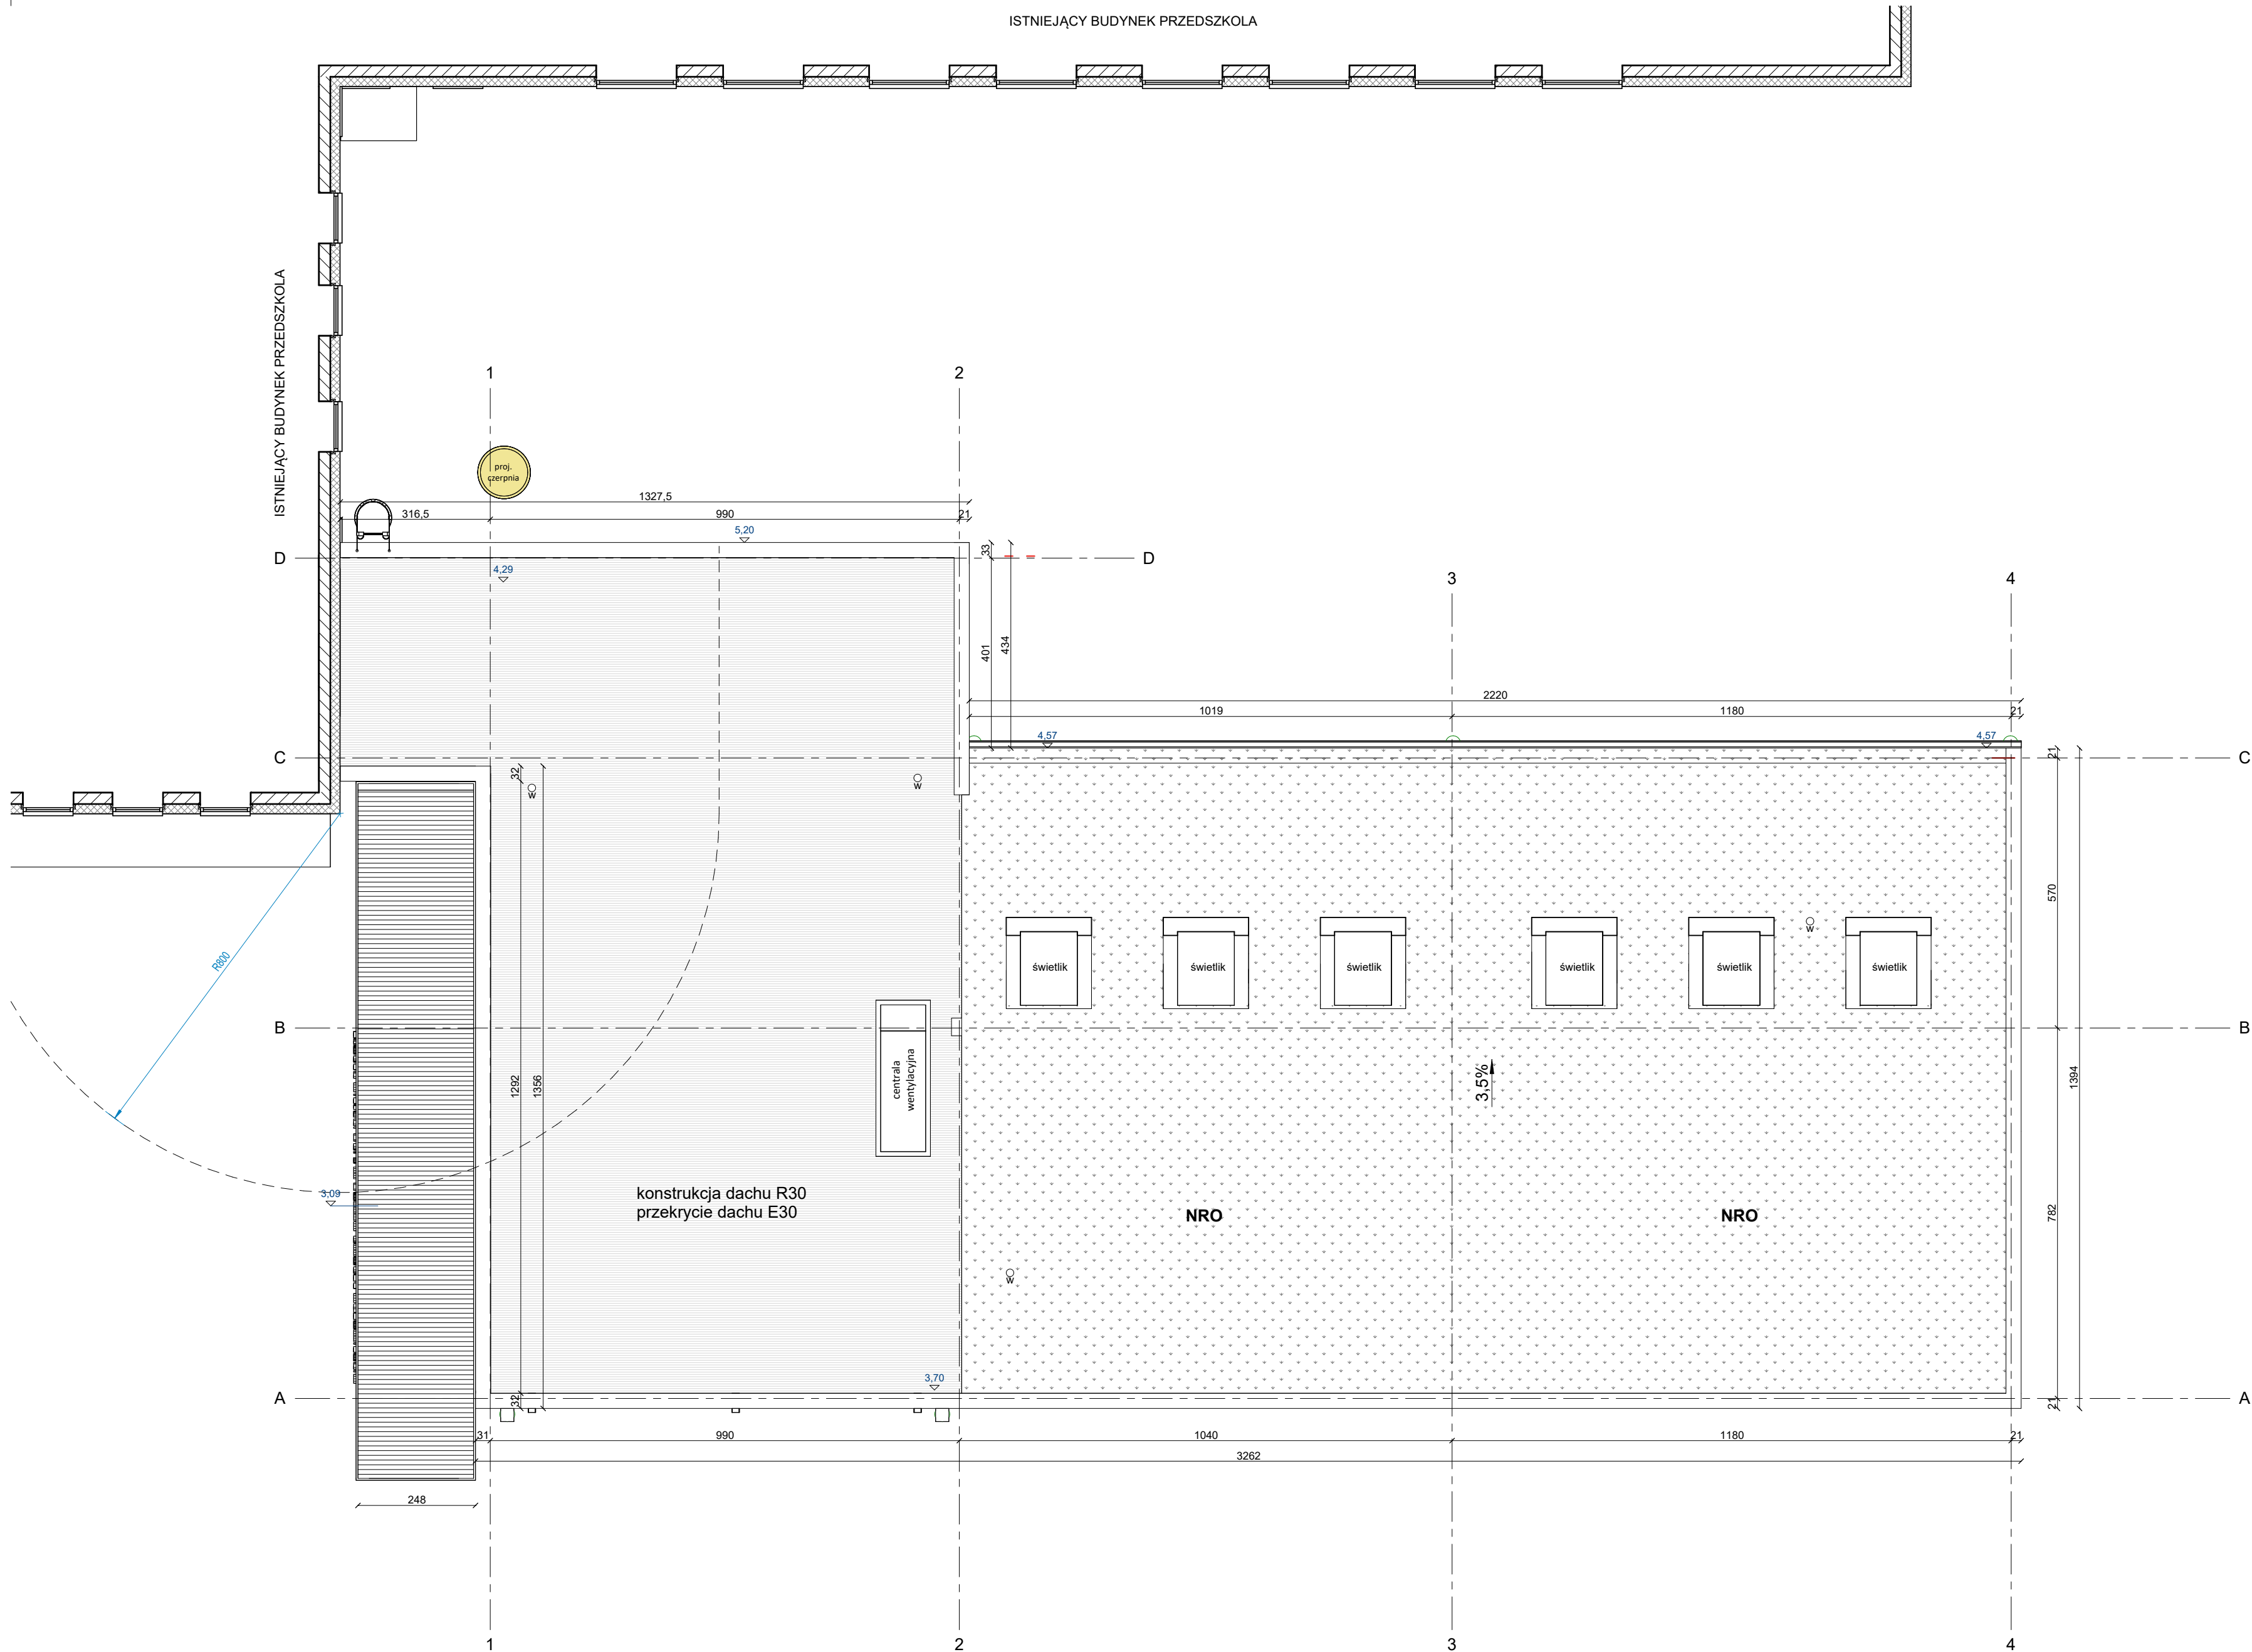 ISTNIEJĄCY BUDYNEK PRZEDSZKOLA
ISTNIEJĄCY BUDYNEK PRZEDSZKOLA
1
2
proj.
czerpnia
1327,5
316,5
990
21
5,20
D
D
33
4,29
3
4
401
434
2220
1019
1180
21
4,57
4,57
C
C
21
32
w
w
570
R800
w
świetlik
świetlik
świetlik
świetlik
świetlik
świetlik
B
B
centrala
wentylacyjna
1292
1356
3,5%
1394
3,09
konstrukcja dachu R30
przekrycie dachu E30
NRO
NRO
782
w
3,70
A
A
32
21
31
990
1040
1180
21
3262
248
1
2
3
4